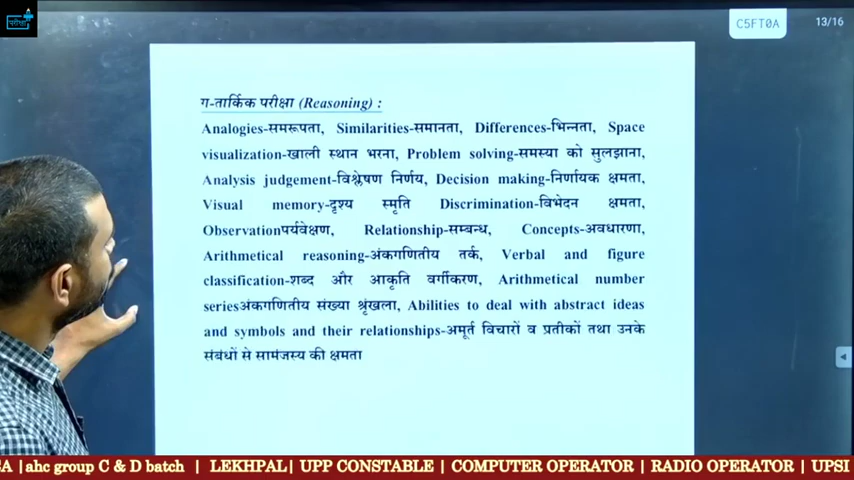 परीक्षा
C5FT0A
13/16
ग-तार्किक परीक्षा (Reasoning) :
Analogies-समरूपता, Similarities-समानता, Differences-भिन्नता, Space
visualization-खाली स्थान भरना, Problem solving-समस्या को सुलझाना,
Analysis judgement-विश्लेषण निर्णय, Decision making-निर्णायक क्षमता,
Visual memory-दृश्य स्मृति Discrimination-विभेदन क्षमता,
Observationपर्यवेक्षण, Relationship-सम्बन्ध, Concepts-अवधारणा,
Arithmetical reasoning-अंकगणितीय तर्क, Verbal and figure
classification-शब्द और आकृति वर्गीकरण, Arithmetical number
seriesअंकगणितीय संख्या श्रृंखला, Abilities to deal with abstract ideas
and symbols and their relationships-अमूर्त विचारों व प्रतीकों तथा उनके
संबंधों से सामंजस्य की क्षमता
CA |ahc group C & D batch | LEKHPAL| UPP CONSTABLE | COMPUTER OPERATOR | RADIO OPERATOR | UPSI